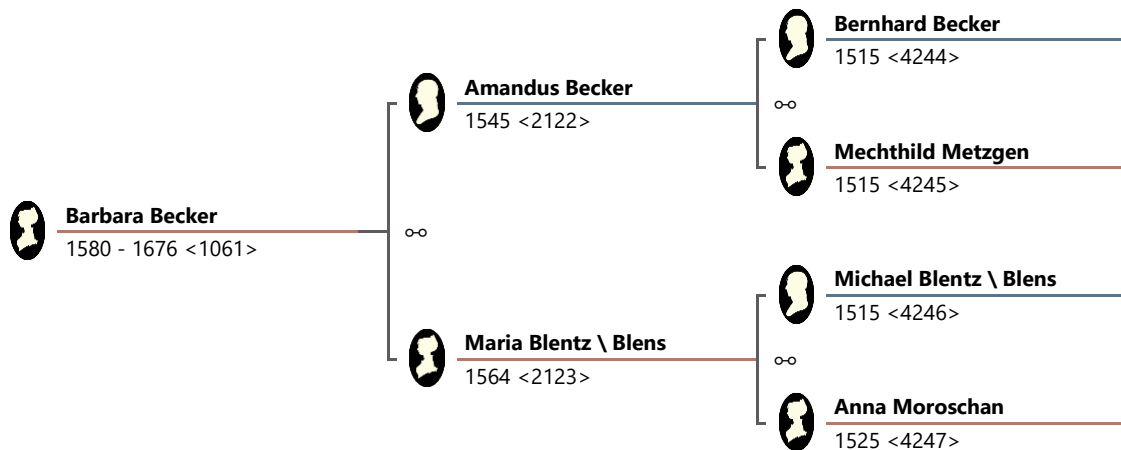 Bernhard Becker
1515 <4244>
Amandus Becker
1545 <2122>
Mechthild Metzgen
1515 <4245>
Barbara Becker
1580 - 1676 <1061>
Michael Blentz \ Blens
1515 <4246>
Maria Blentz \ Blens
1564 <2123>
Anna Moroschan
1525 <4247>